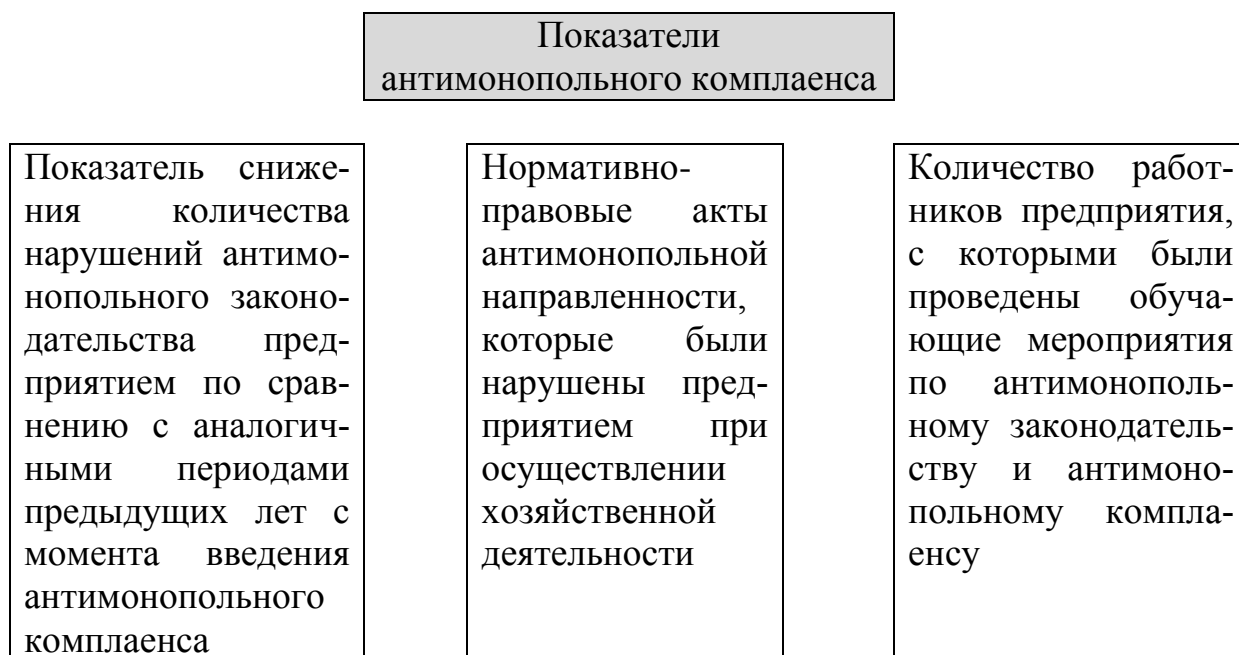 Показатели
антимонопольного комплаенса
Показатель сниже-
ния количества
нарушений антимо-
нопольного законо-
дательства пред-
приятием по срав-
нению с аналогич-
ными периодами
предыдущих лет с
момента введения
антимонопольного
комплаенса
Нормативно-
правовые акты
антимонопольной
направленности,
которые были
нарушены пред-
приятием при
осуществлении
хозяйственной
деятельности
Количество работ-
ников предприятия,
с которыми были
проведены обуча-
ющие мероприятия
по антимонополь-
ному законодатель-
ству и антимоно-
польному компла-
енсу